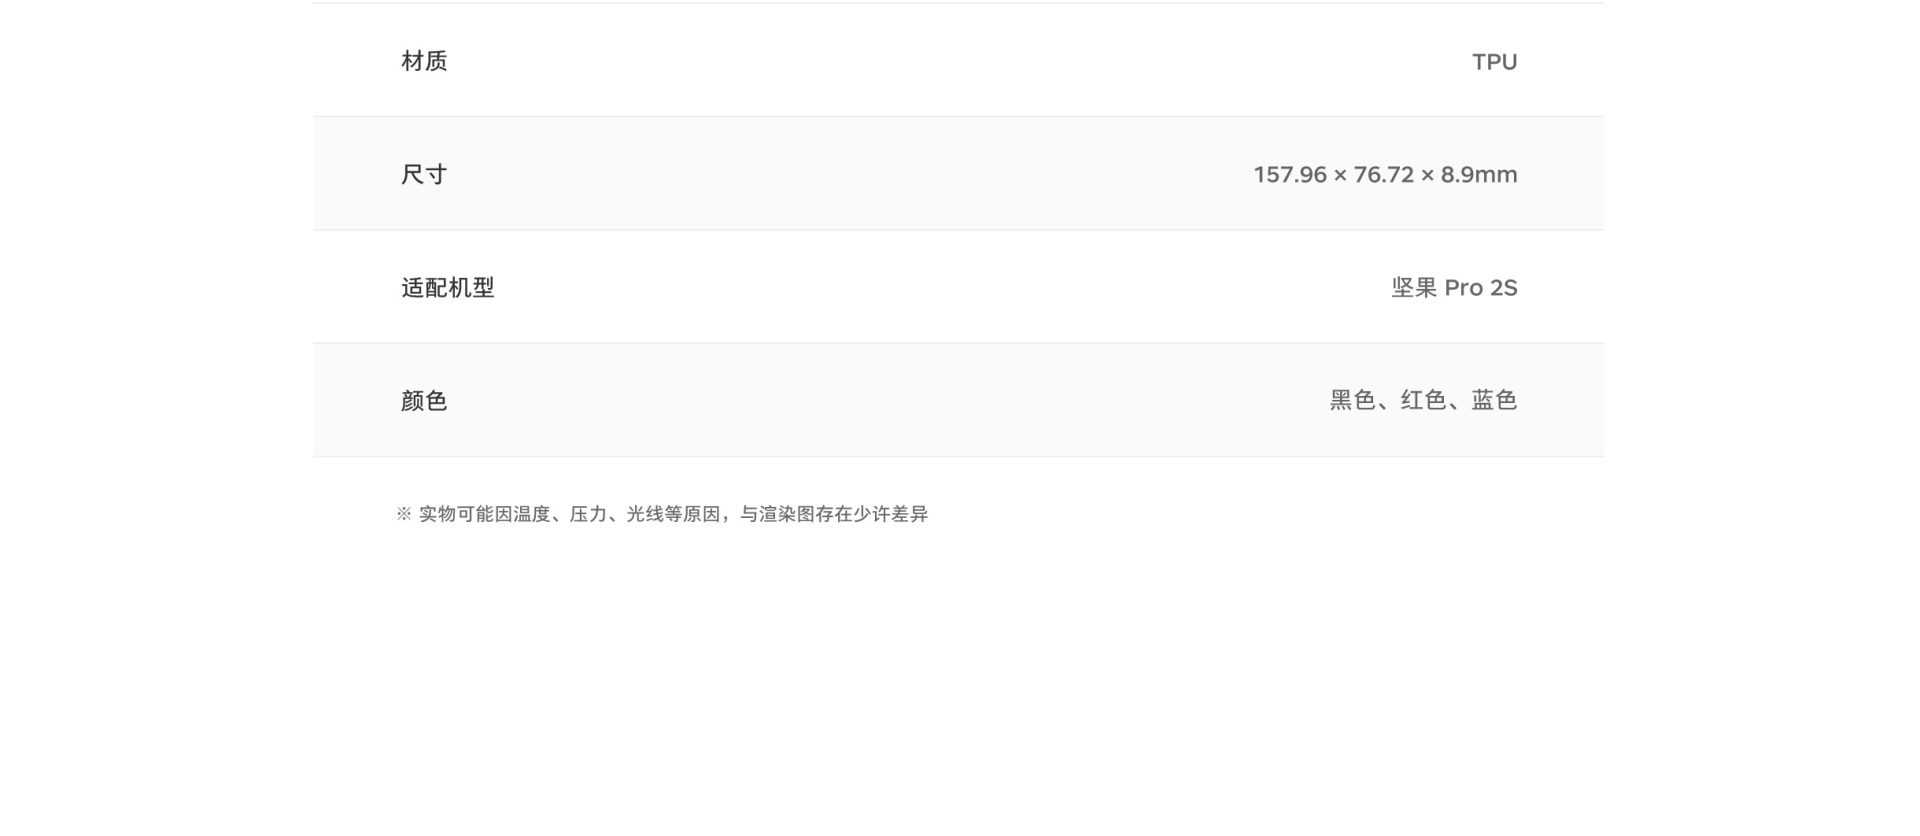 材质 TPU
尺寸 157.96 × 76.72 × 8.9mm
适配机型 坚果 Pro 2S
颜色 黑色、红色、蓝色
※ 实物可能因温度、压力、光线等原因，与渲染图存在少许差异